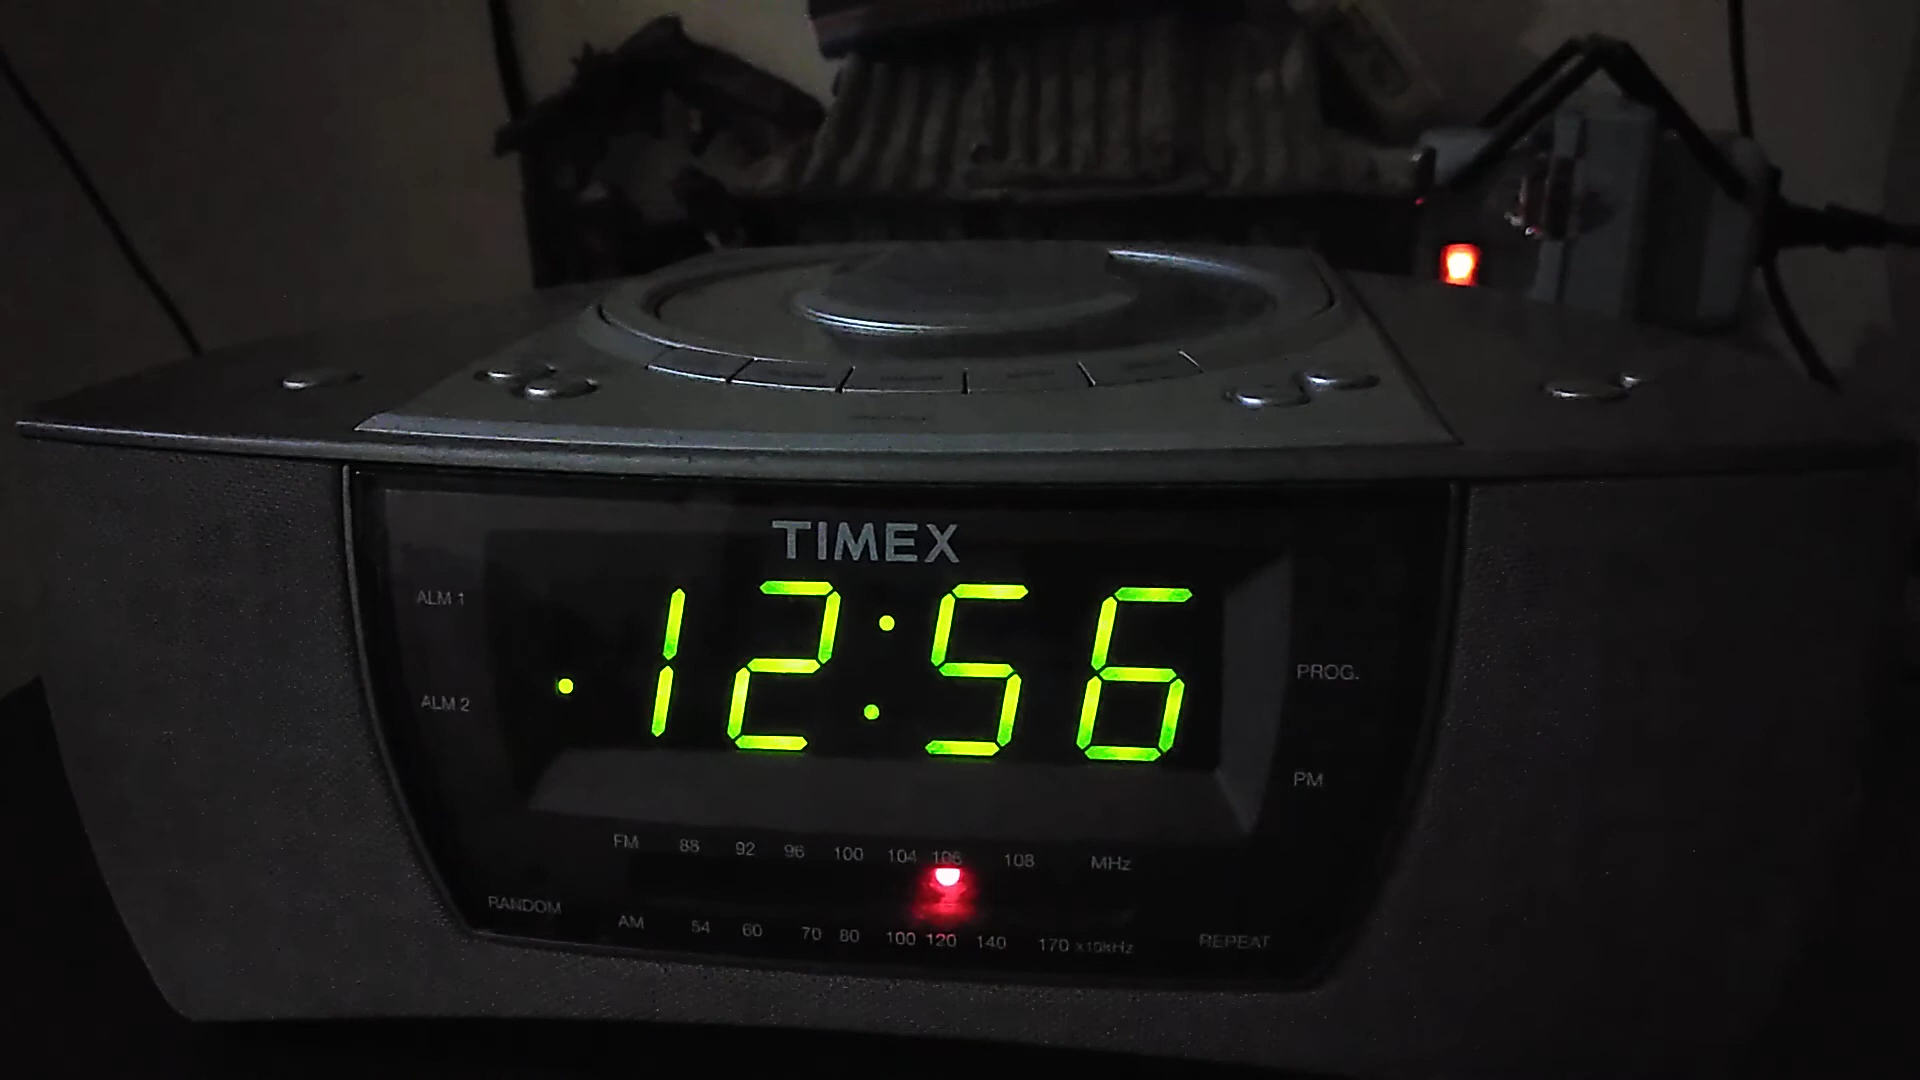 TIMEX
ALM 1
12:56
PROG.
ALM 2
PM
FM 88 92 96 100 104 106 108 MHz
RANDOM
AM 54 60 70 80 100 120 140 170 x10kHz
REPEAT